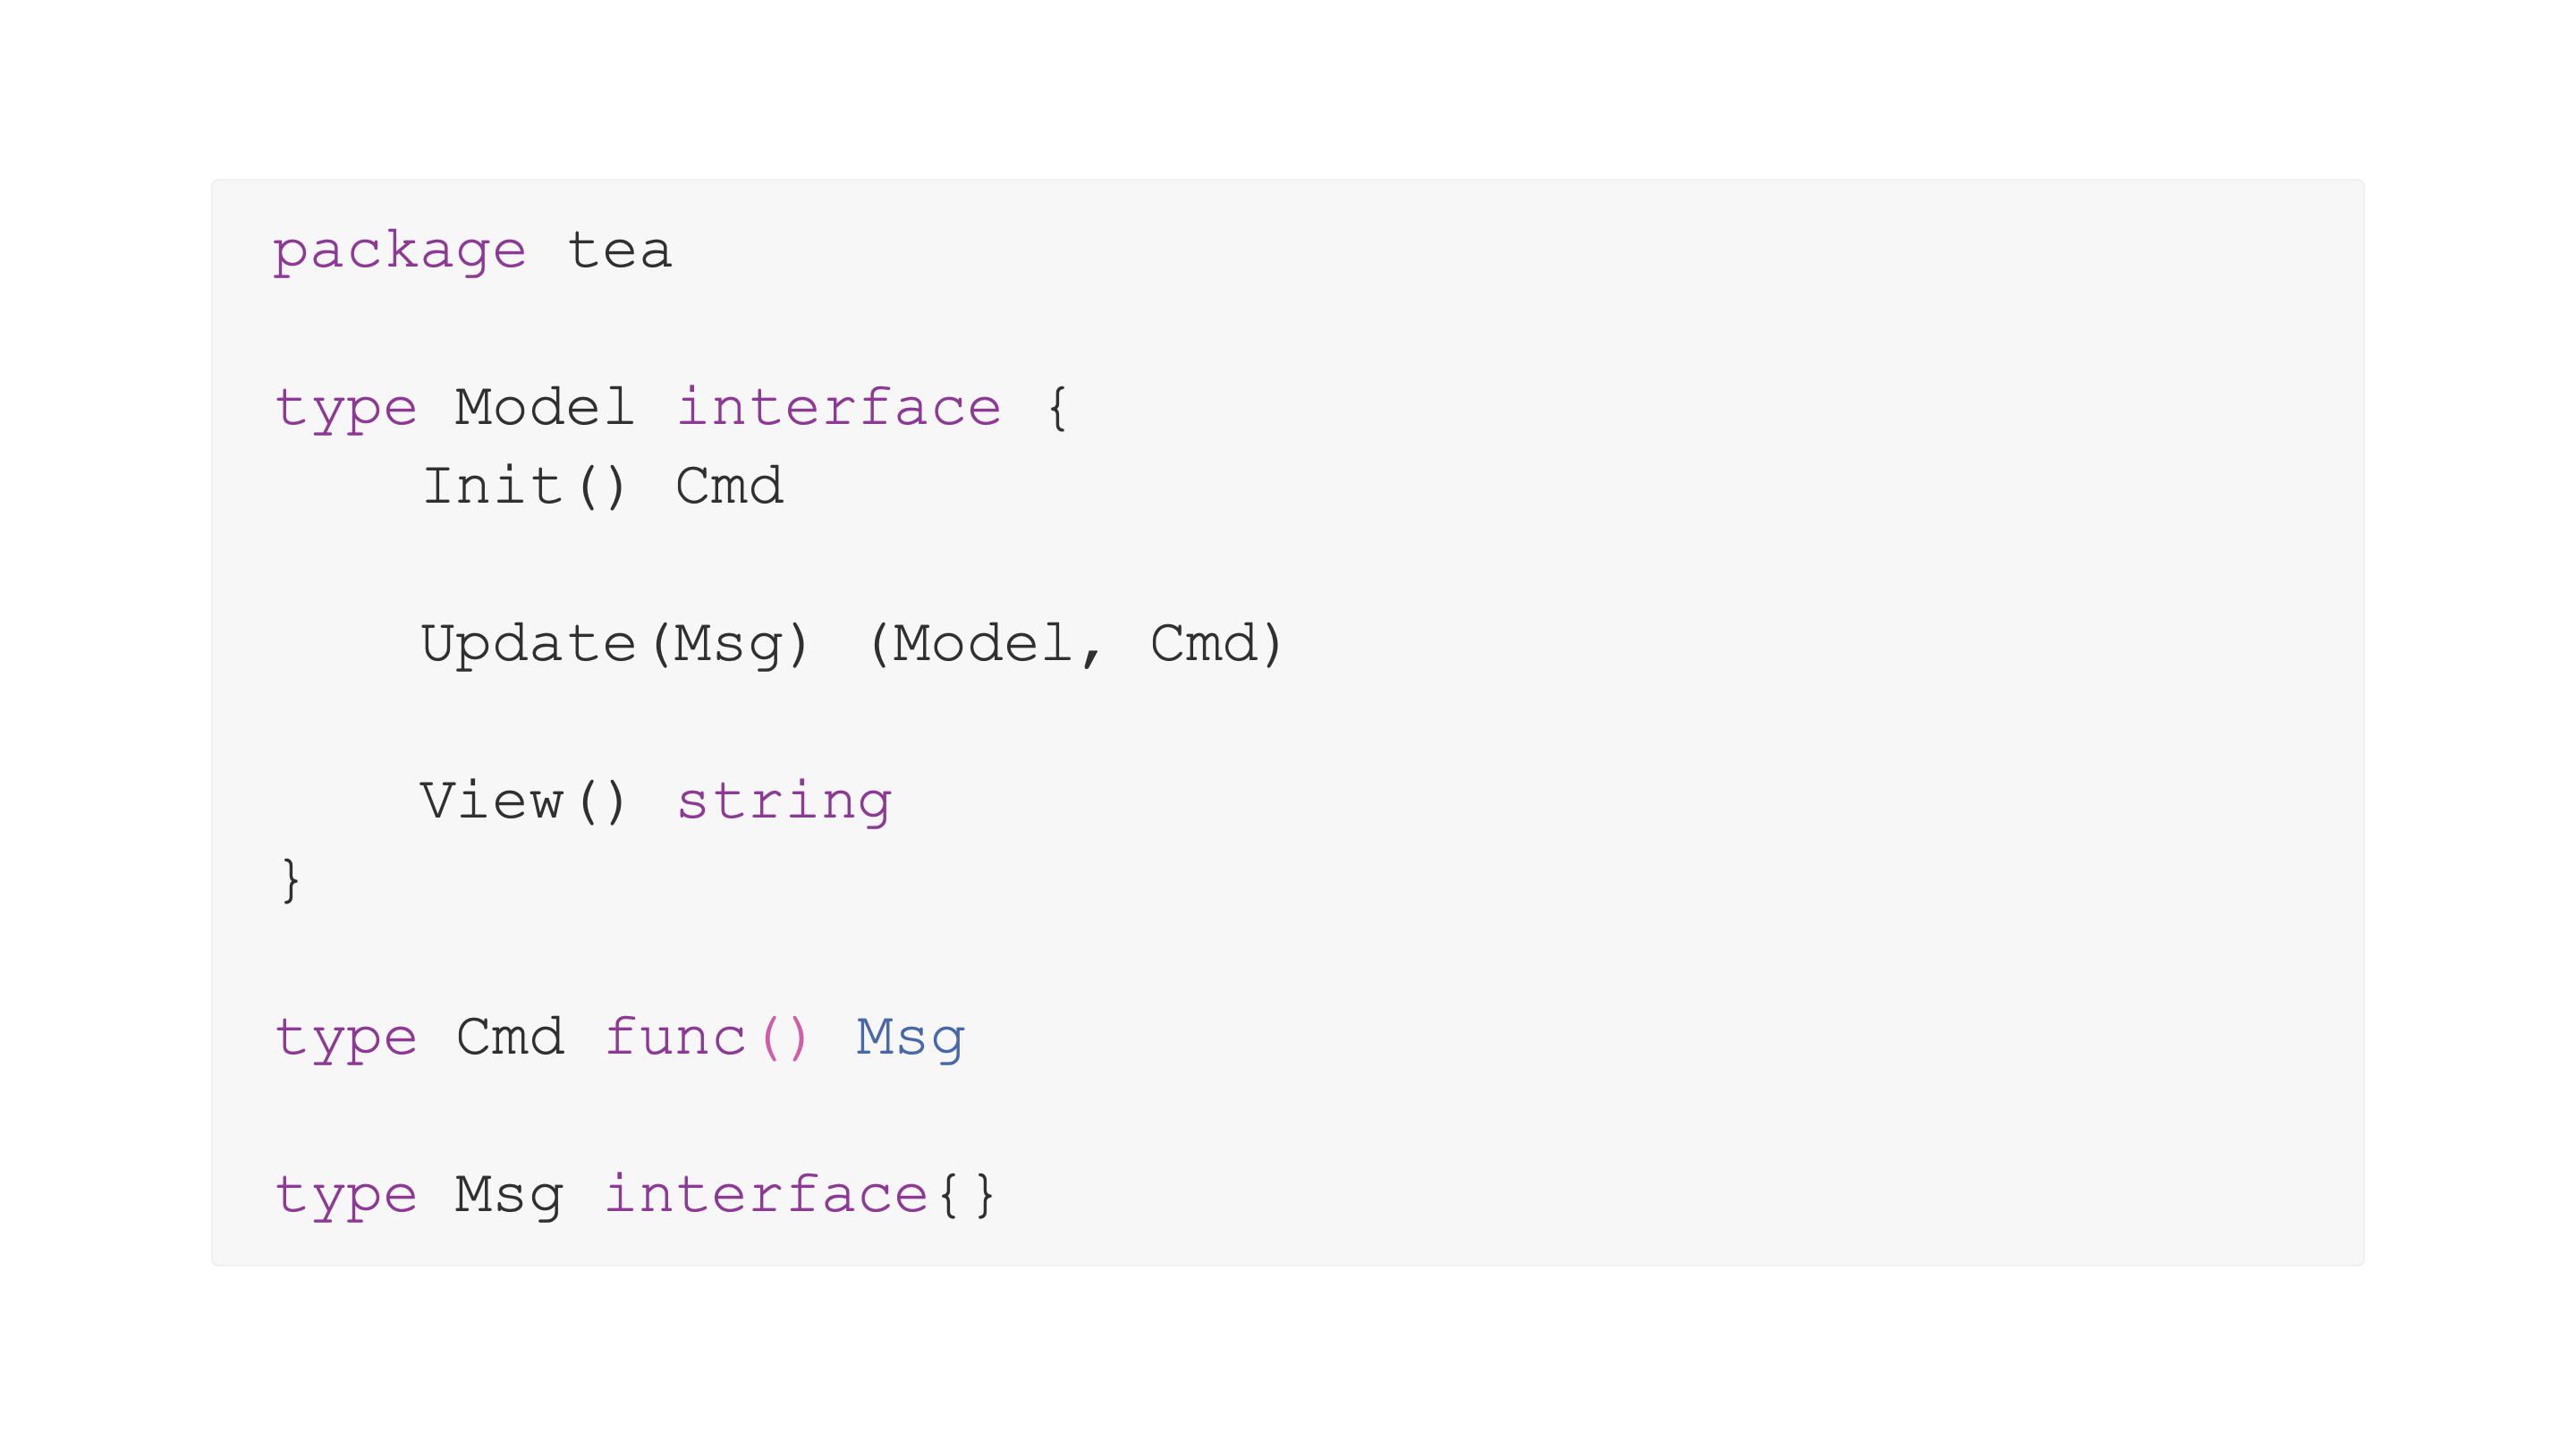 package tea
type Model interface {
    Init() Cmd
    Update(Msg) (Model, Cmd)
    View() string
}
type Cmd func() Msg
type Msg interface{}